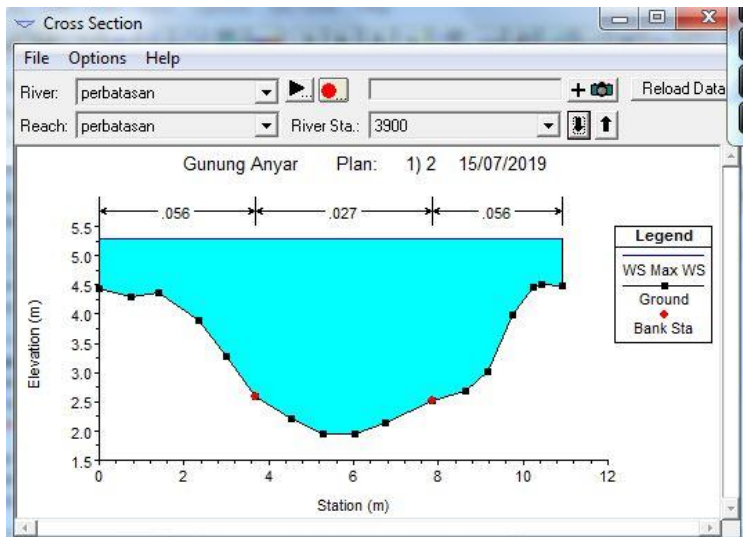 Cross Section
File Options Help
River: perbatasan
+
Reload Data
Reach: perbatasan
River Sta.: 3900
Gunung Anyar Plan: 1) 2 15/07/2019
.056 .027 .056
5.5
5.0
4.5
4.0
3.5
3.0
2.5
2.0
1.5
Elevation (m)
0 2 4 6 8 10 12
Station (m)
Legend
WS Max WS
Ground
Bank Sta